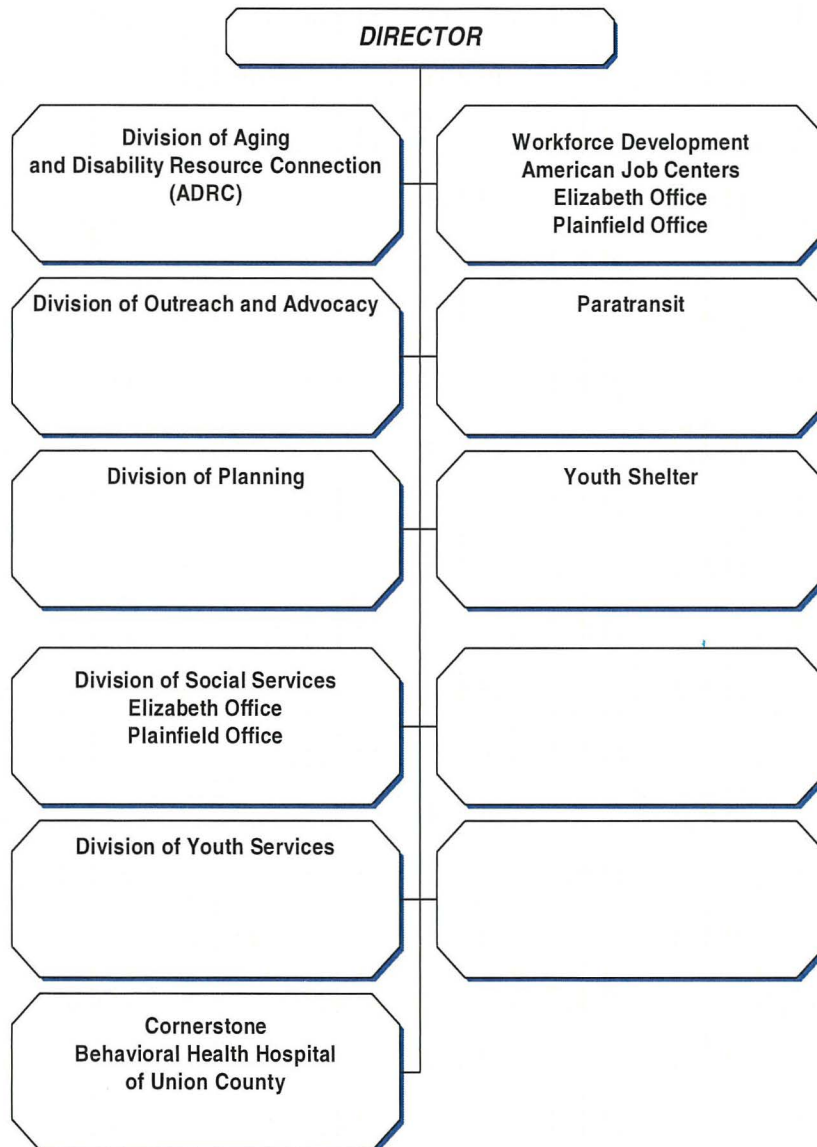 DIRECTOR
Division of Aging
and Disability Resource Connection
(ADRC)
Workforce Development
American Job Centers
Elizabeth Office
Plainfield Office
Division of Outreach and Advocacy
Paratransit
Division of Planning
Youth Shelter
Division of Social Services
Elizabeth Office
Plainfield Office
Division of Youth Services
Cornerstone
Behavioral Health Hospital
of Union County